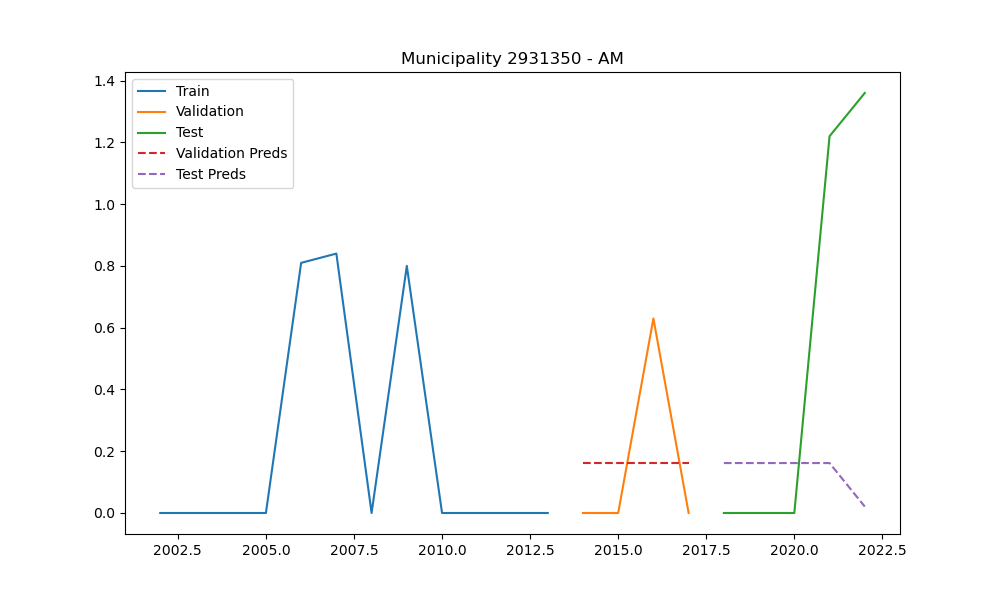 Municipality 2931350 - AM
Train
Validation
Test
Validation Preds
Test Preds
1.4
1.2
1.0
0.8
0.6
0.4
0.2
0.0
2002.5 2005.0 2007.5 2010.0 2012.5 2015.0 2017.5 2020.0 2022.5